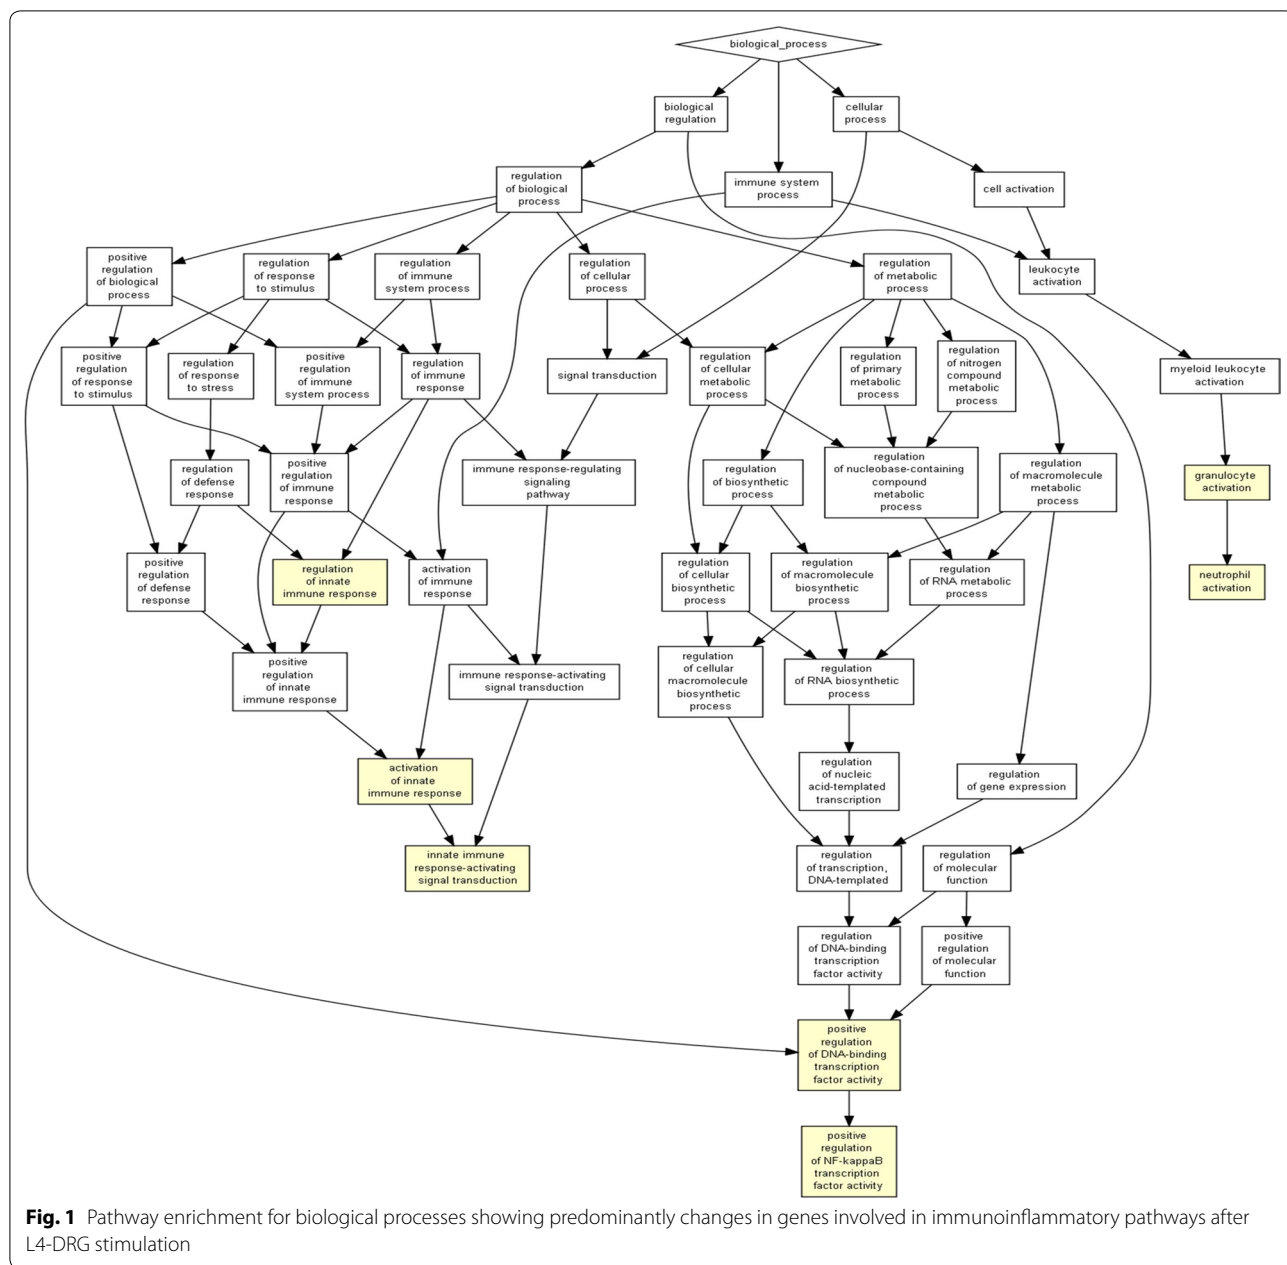 biological_process
biological
regulation
cellular
process
regulation
of biological
process
immune system
process
cell activation
positive
regulation
of biological
process
regulation
of response
to stimulus
regulation
of immune
system process
regulation
of cellular
process
regulation
of metabolic
process
leukocyte
activation
positive
regulation
of response
to stimulus
regulation
of response
to stress
positive
regulation
of immune
system process
regulation
of immune
response
signal transduction
regulation
of cellular
metabolic
process
regulation
of primary
metabolic
process
regulation
of nitrogen
compound
metabolic
process
myeloid leukocyte
activation
regulation
of defense
response
positive
regulation
of immune
response
immune response-regulating
signaling
pathway
regulation
of biosynthetic
process
regulation
of nucleobase-containing
compound
metabolic
process
regulation
of macromolecule
metabolic
process
granulocyte
activation
positive
regulation
of defense
response
regulation
of innate
immune response
activation
of immune
response
regulation
of cellular
biosynthetic
process
regulation
of macromolecule
biosynthetic
process
regulation
of RNA metabolic
process
neutrophil
activation
positive
regulation
of innate
immune response
immune response-activating
signal transduction
regulation
of cellular
macromolecule
biosynthetic
process
regulation
of RNA biosynthetic
process
activation
of innate
immune response
regulation
of nucleic
acid-templated
transcription
regulation
of gene expression
innate immune
response-activating
signal transduction
regulation
of transcription,
DNA-templated
regulation
of molecular
function
regulation
of DNA-binding
transcription
factor activity
positive
regulation
of molecular
function
positive
regulation
of DNA-binding
transcription
factor activity
positive
regulation
of NF-kappaB
transcription
factor activity
Fig. 1 Pathway enrichment for biological processes showing predominantly changes in genes involved in immunoinflammatory pathways after
L4-DRG stimulation